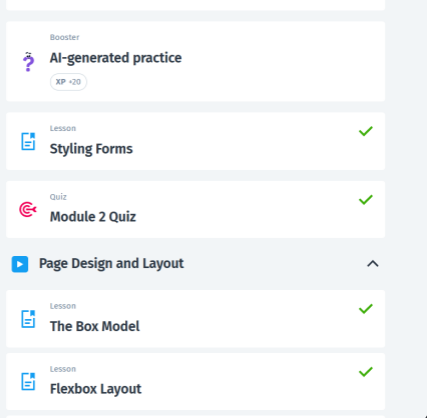 Booster
AI-generated practice
XP +20
Lesson
Styling Forms
Quiz
Module 2 Quiz
Page Design and Layout
Lesson
The Box Model
Lesson
Flexbox Layout